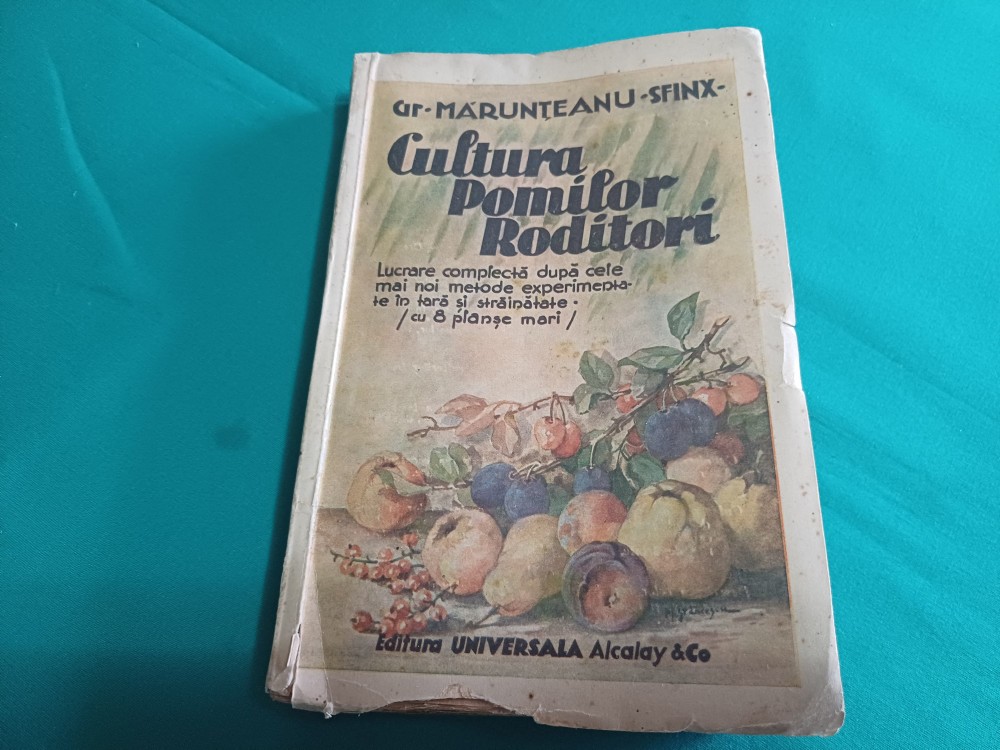 Gr. MĂRUNȚEANU -SFINX-
Cultura
Pomilor
Roditori
Lucrare complectă după cele
mai noi metode experimenta-
te în țară și străinătate.
/ cu 8 planșe mari /
Editura UNIVERSALA Alcalay & Co